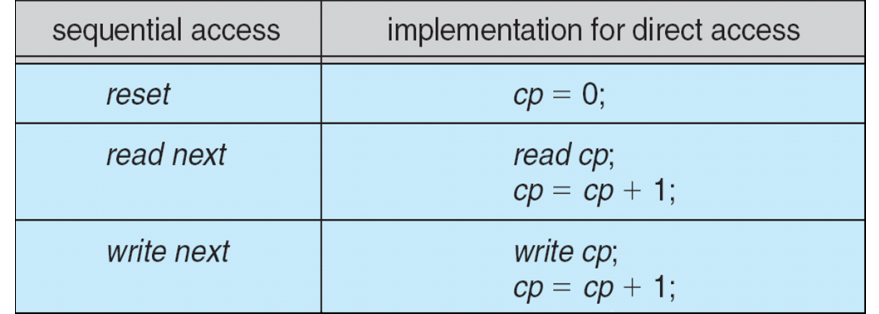 sequential access implementation for direct access
reset cp = 0;
read next read cp;
cp = cp + 1;
write next write cp;
cp = cp + 1;